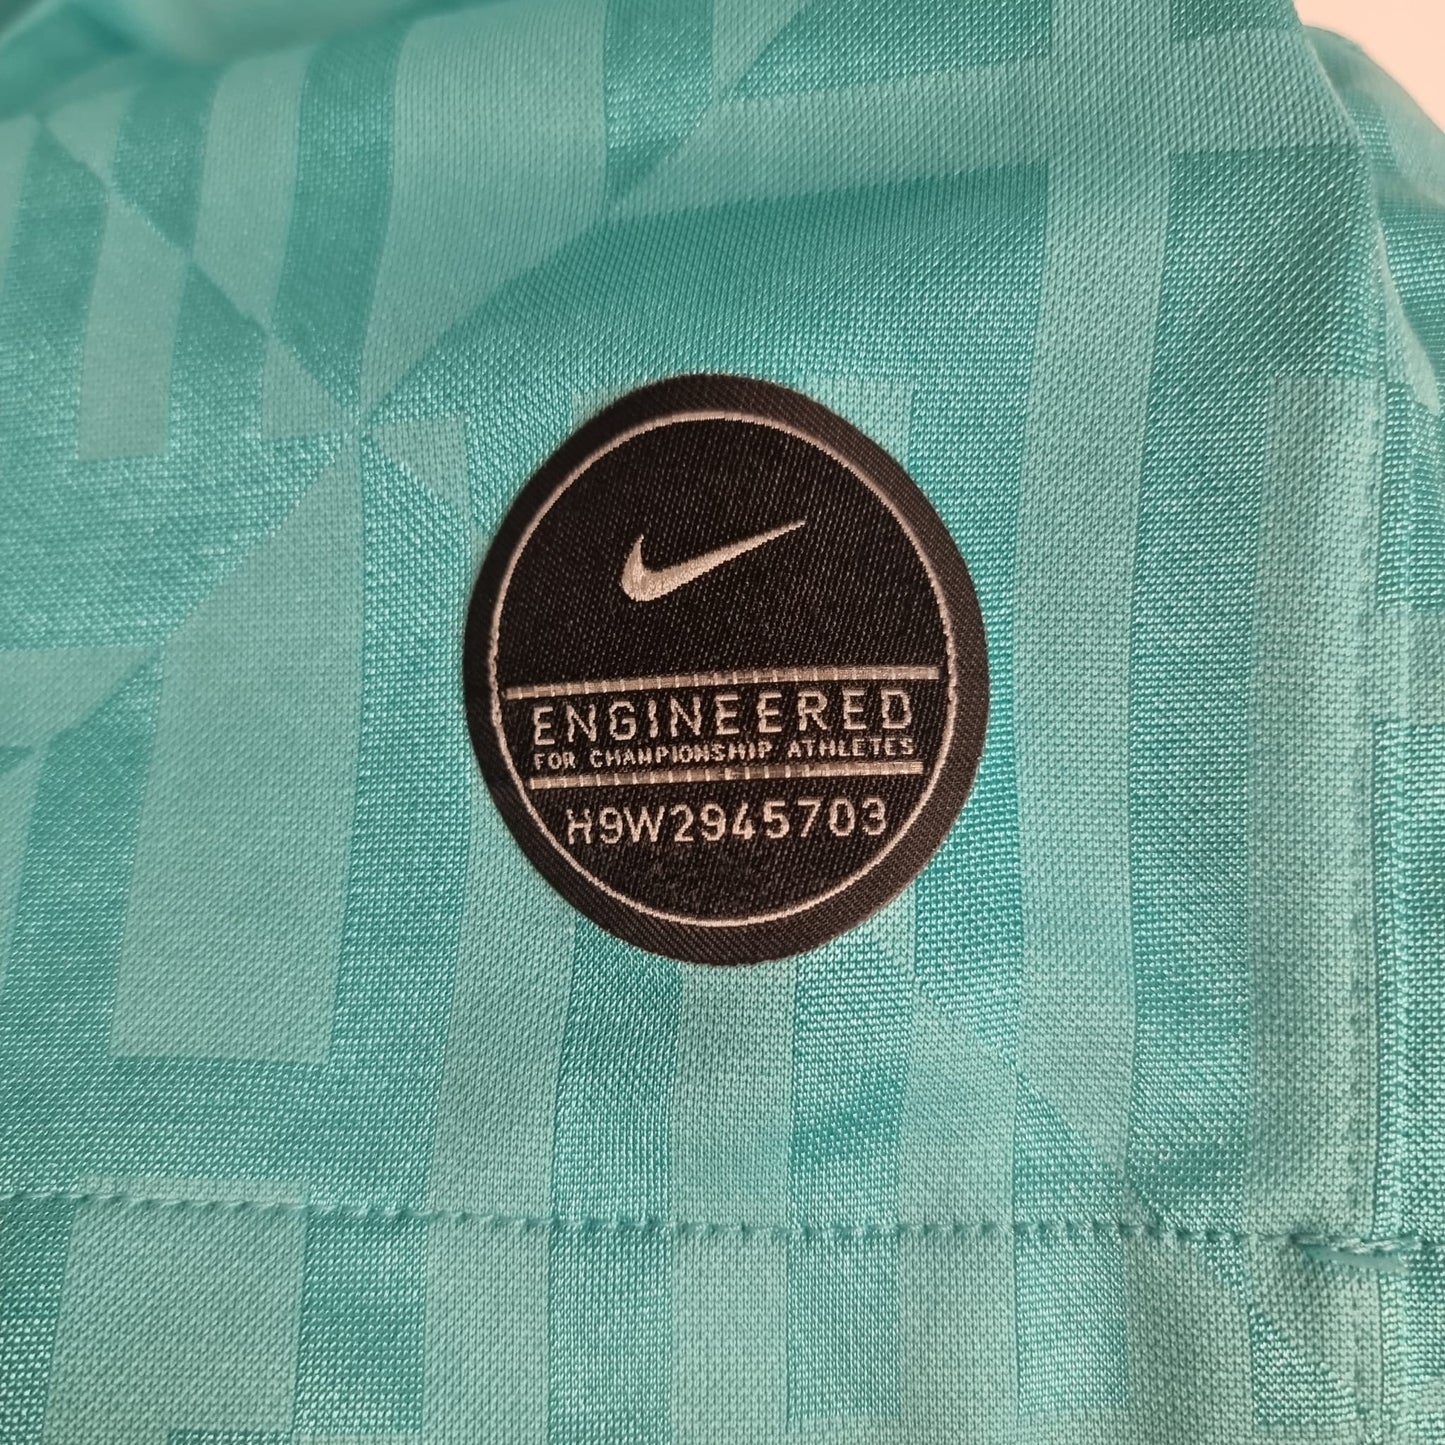 ENGINEERED
FOR CHAMPIONSHIP ATHLETES
H9W2945703